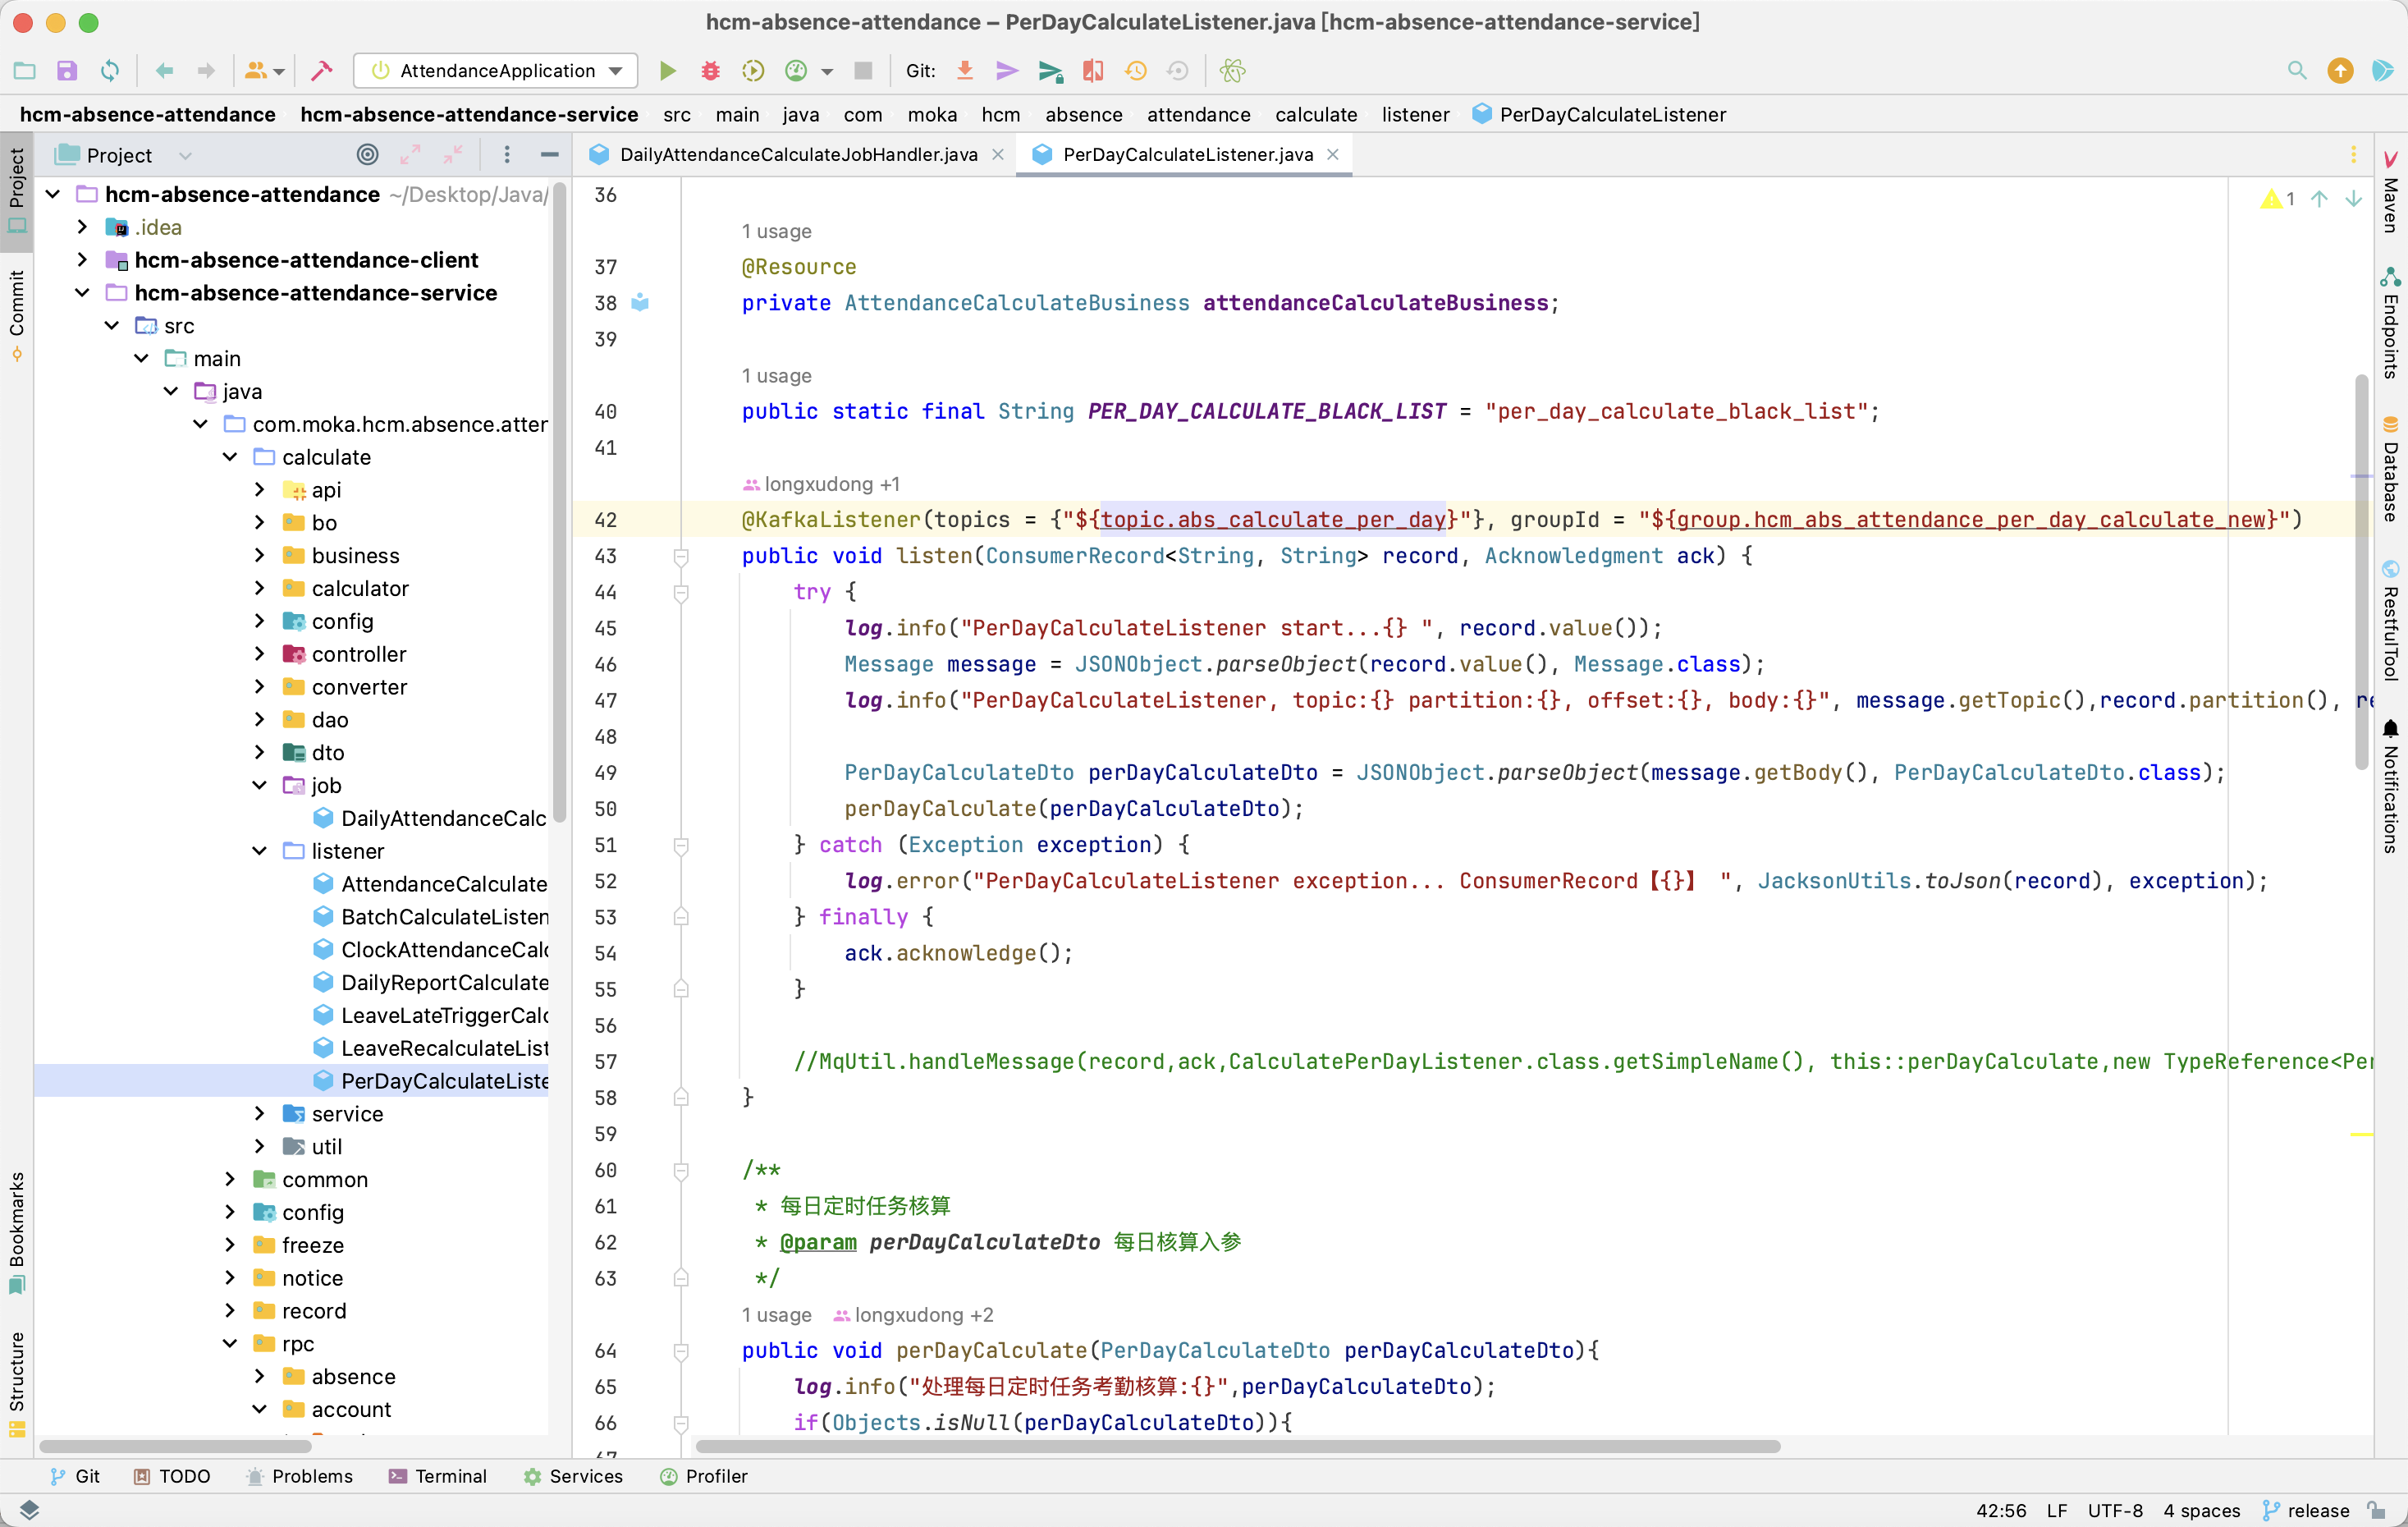 hcm-absence-attendance – PerDayCalculateListener.java [hcm-absence-attendance-service]
AttendanceApplication
Git:
hcm-absence-attendance hcm-absence-attendance-service src main java com moka hcm absence attendance calculate listener PerDayCalculateListener
Project
DailyAttendanceCalculateJobHandler.java
PerDayCalculateListener.java
Project
Commit
Bookmarks
Structure
hcm-absence-attendance ~/Desktop/Java/
.idea
hcm-absence-attendance-client
hcm-absence-attendance-service
src
main
java
com.moka.hcm.absence.atter
calculate
api
bo
business
calculator
config
controller
converter
dao
dto
job
DailyAttendanceCalc
listener
AttendanceCalculate
BatchCalculateListen
ClockAttendanceCalc
DailyReportCalculate
LeaveLateTriggerCalc
LeaveRecalculateList
PerDayCalculateListe
service
util
common
config
freeze
notice
record
rpc
absence
account
36
1 usage
37 @Resource
38 private AttendanceCalculateBusiness attendanceCalculateBusiness;
39
1 usage
40 public static final String PER_DAY_CALCULATE_BLACK_LIST = "per_day_calculate_black_list";
41
longxudong +1
42 @KafkaListener(topics = {"${topic.abs_calculate_per_day}"}, groupId = "${group.hcm_abs_attendance_per_day_calculate_new}")
43 public void listen(ConsumerRecord<String, String> record, Acknowledgment ack) {
44 try {
45 log.info("PerDayCalculateListener start...{} ", record.value());
46 Message message = JSONObject.parseObject(record.value(), Message.class);
47 log.info("PerDayCalculateListener, topic:{} partition:{}, offset:{}, body:{}", message.getTopic(),record.partition(), re
48
49 PerDayCalculateDto perDayCalculateDto = JSONObject.parseObject(message.getBody(), PerDayCalculateDto.class);
50 perDayCalculate(perDayCalculateDto);
51 } catch (Exception exception) {
52 log.error("PerDayCalculateListener exception... ConsumerRecord【{}】 ", JacksonUtils.toJson(record), exception);
53 } finally {
54 ack.acknowledge();
55 }
56
57 //MqUtil.handleMessage(record,ack,CalculatePerDayListener.class.getSimpleName(), this::perDayCalculate,new TypeReference<Per
58 }
59
60 /**
61 * 每日定时任务核算
62 * @param perDayCalculateDto 每日核算入参
63 */
1 usage longxudong +2
64 public void perDayCalculate(PerDayCalculateDto perDayCalculateDto){
65 log.info("处理每日定时任务考勤核算:{}",perDayCalculateDto);
66 if(Objects.isNull(perDayCalculateDto)){
1
Maven
Endpoints
Database
RestfulTool
Notifications
Git TODO Problems Terminal Services Profiler
42:56 LF UTF-8 4 spaces release